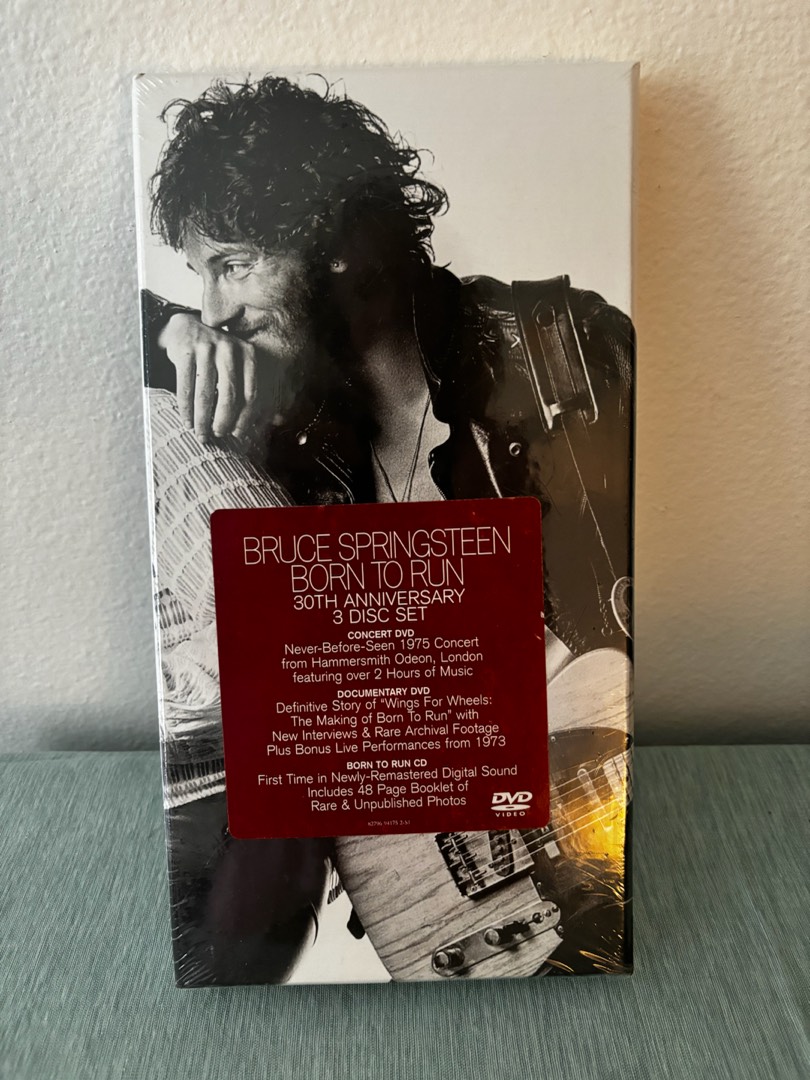 BRUCE SPRINGSTEEN
BORN TO RUN
30TH ANNIVERSARY
3 DISC SET
CONCERT DVD
Never-Before-Seen 1975 Concert
from Hammersmith Odeon, London
featuring over 2 Hours of Music
DOCUMENTARY DVD
Definitive Story of "Wings For Wheels:
The Making of Born To Run" with
New Interviews & Rare Archival Footage
Plus Bonus Live Performances from 1973
BORN TO RUN CD
First Time in Newly-Remastered Digital Sound
Includes 48 Page Booklet of
Rare & Unpublished Photos
DVD
VIDEO